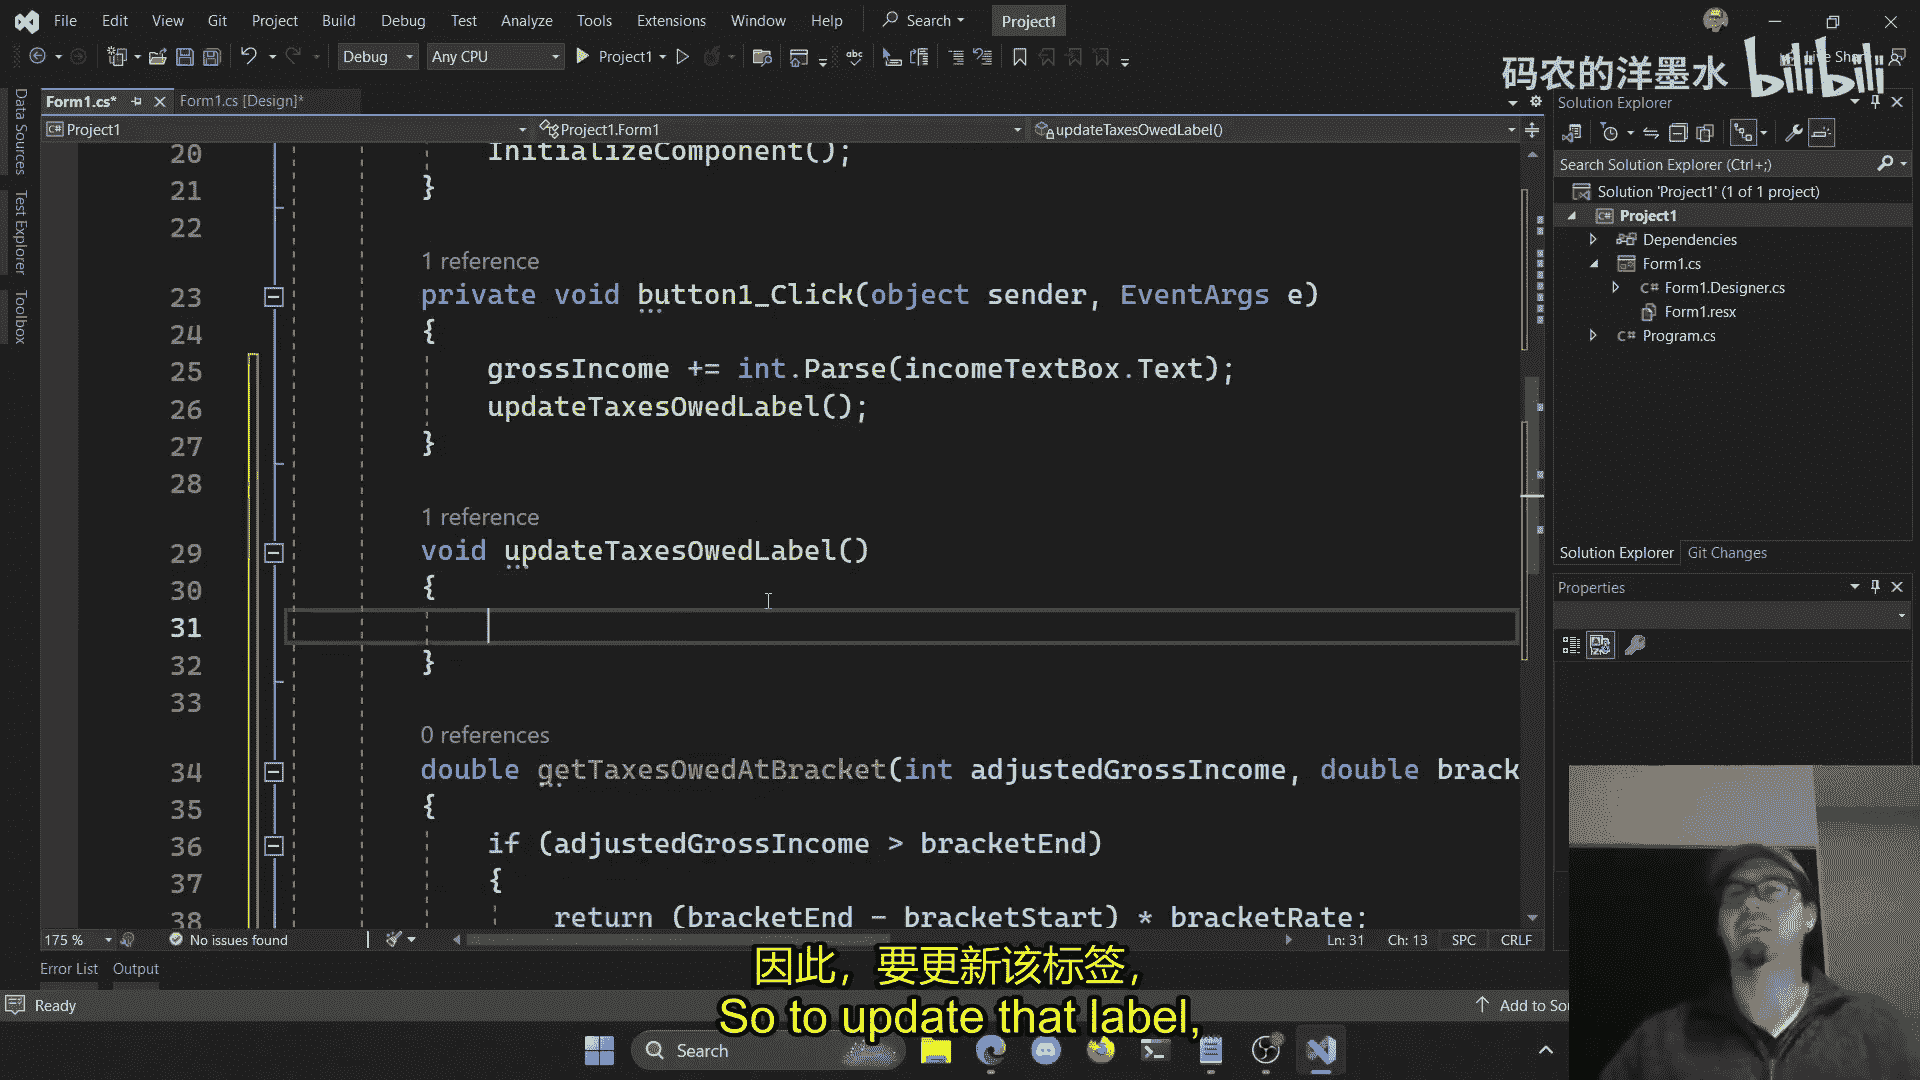 File Edit View Git Project Build Debug Test Analyze Tools Extensions Window Help Search Project1
Debug Any CPU Project1 Live Share
码农的洋墨水 bilibili
Form1.cs* Form1.cs [Design]*
Project1 Project1.Form1 updateTaxesOwedLabel()
Data Sources
Test Explorer
Toolbox
20 InitializeComponent();
21 }
22
1 reference
23 private void button1_Click(object sender, EventArgs e)
24 {
25 grossIncome += int.Parse(incomeTextBox.Text);
26 updateTaxesOwedLabel();
27 }
28
1 reference
29 void updateTaxesOwedLabel()
30 {
31
32 }
33
0 references
34 double getTaxesOwedAtBracket(int adjustedGrossIncome, double brack
35 {
36 if (adjustedGrossIncome > bracketEnd)
37 {
38 return (bracketEnd - bracketStart) * bracketRate;
175 % No issues found Ln: 31 Ch: 13 SPC CRLF
Error List Output
Ready Add to So
Solution Explorer
Search Solution Explorer (Ctrl+;)
Solution 'Project1' (1 of 1 project)
Project1
Dependencies
Form1.cs
C# Form1.Designer.cs
Form1.resx
C# Program.cs
Solution Explorer Git Changes
Properties
因此，要更新该标签，
So to update that label,
Search